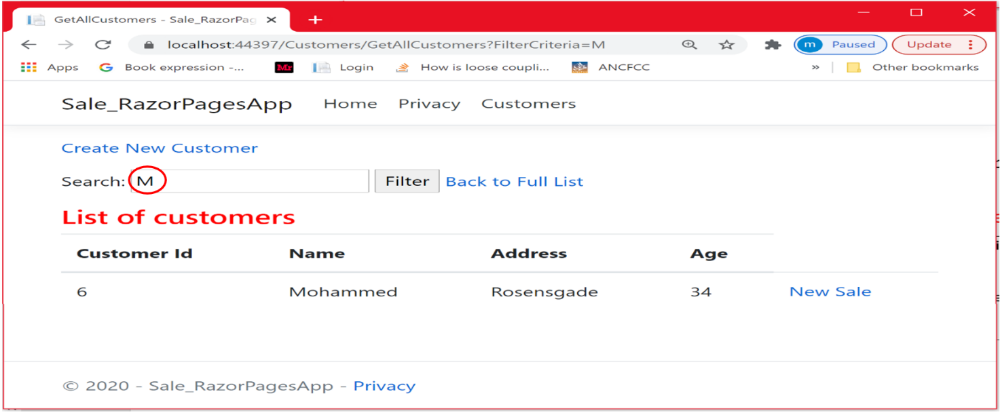 GetAllCustomers - Sale_RazorPag
localhost:44397/Customers/GetAllCustomers?FilterCriteria=M
m Paused Update
Apps G Book expression -... Mr Login How is loose coupli... ANCFCC » Other bookmarks
Sale_RazorPagesApp Home Privacy Customers
Create New Customer
Search: M Filter Back to Full List
List of customers
Customer Id Name Address Age
6 Mohammed Rosensgade 34 New Sale
© 2020 - Sale_RazorPagesApp - Privacy